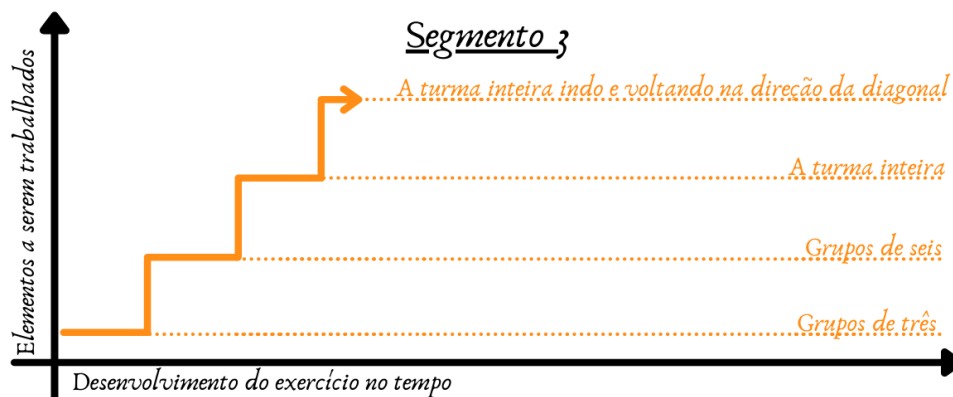 Segmento 3
Elementos a serem trabalhados
A turma inteira indo e voltando na direção da diagonal
A turma inteira
Grupos de seis
Grupos de três
Desenvolvimento do exercício no tempo